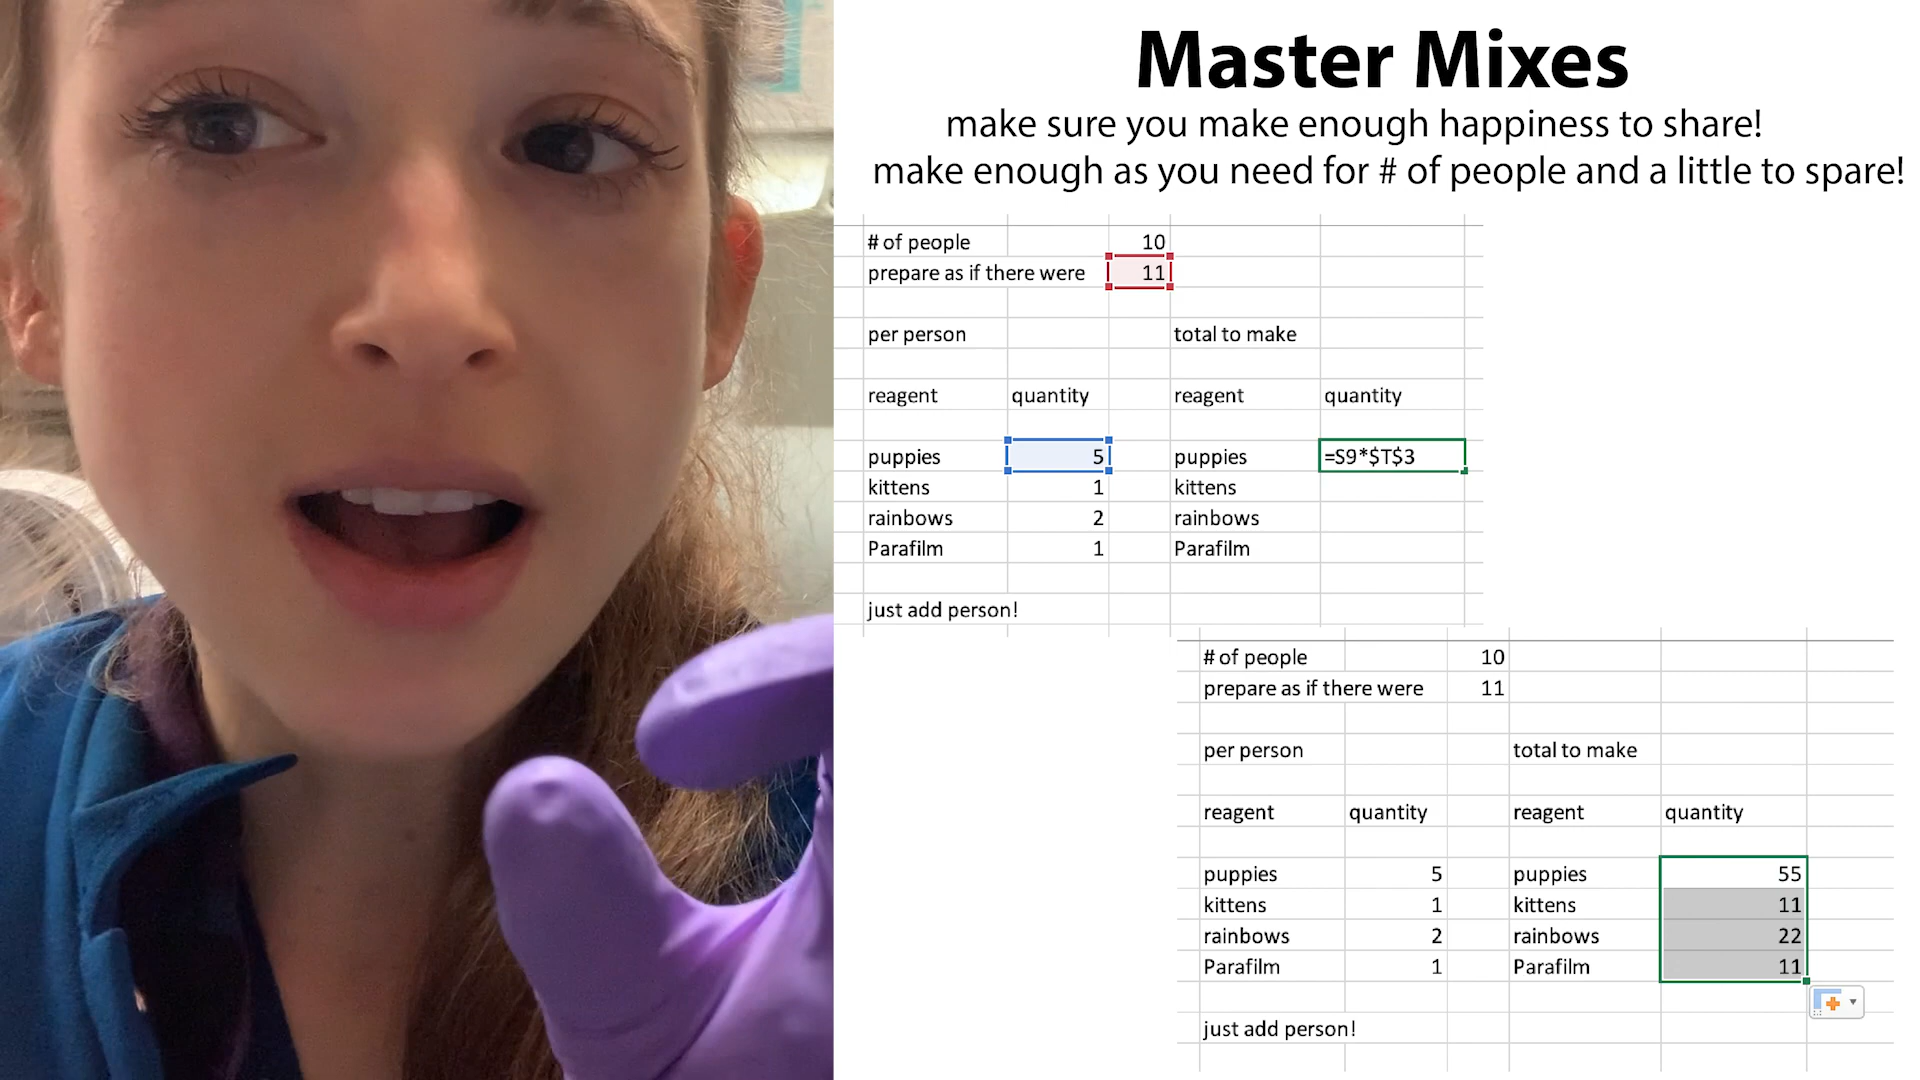 Master Mixes
make sure you make enough happiness to share!
make enough as you need for # of people and a little to spare!
# of people 10
prepare as if there were 11
per person total to make
reagent quantity reagent quantity
puppies 5 puppies =S9*$T$3
kittens 1 kittens
rainbows 2 rainbows
Parafilm 1 Parafilm
just add person!
# of people 10
prepare as if there were 11
per person total to make
reagent quantity reagent quantity
puppies 5 puppies 55
kittens 1 kittens 11
rainbows 2 rainbows 22
Parafilm 1 Parafilm 11
just add person!